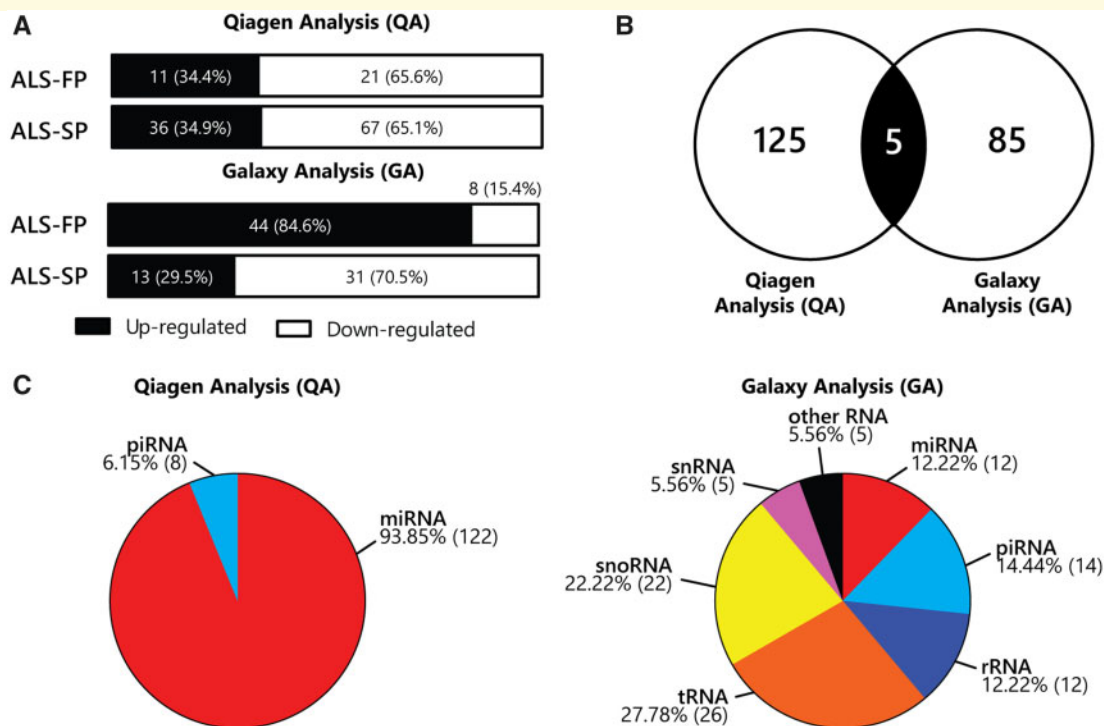 A
Qiagen Analysis (QA)
ALS-FP
11 (34.4%)
21 (65.6%)
ALS-SP
36 (34.9%)
67 (65.1%)
Galaxy Analysis (GA)
8 (15.4%)
ALS-FP
44 (84.6%)
ALS-SP
13 (29.5%)
31 (70.5%)
Up-regulated
Down-regulated
B
125
5
85
Qiagen
Analysis (QA)
Galaxy
Analysis (GA)
C
Qiagen Analysis (QA)
piRNA
6.15% (8)
miRNA
93.85% (122)
Galaxy Analysis (GA)
other RNA
5.56% (5)
miRNA
12.22% (12)
snRNA
5.56% (5)
piRNA
14.44% (14)
snoRNA
22.22% (22)
rRNA
12.22% (12)
tRNA
27.78% (26)